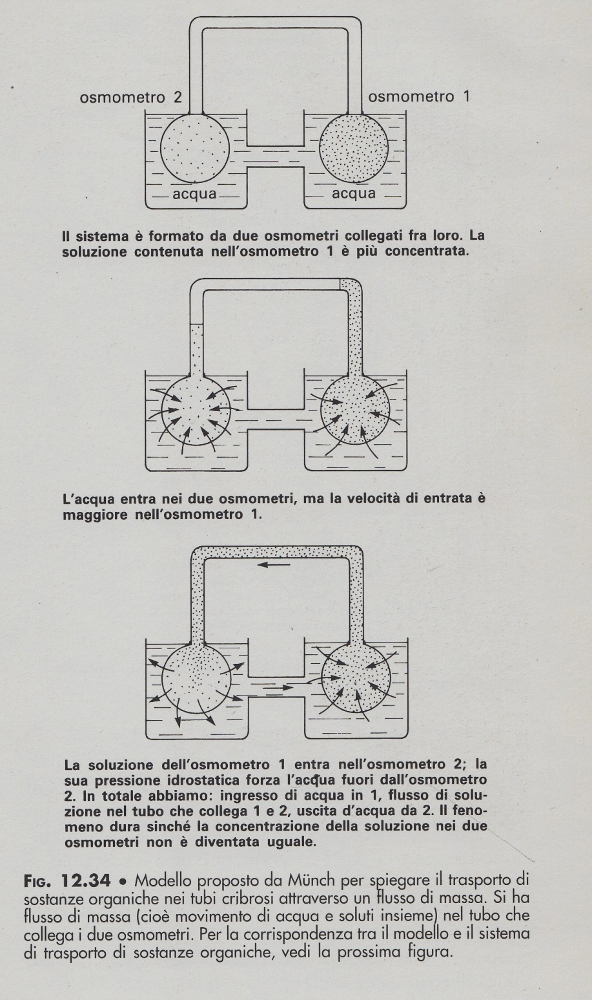 osmometro 2
osmometro 1
acqua
acqua
Il sistema è formato da due osmometri collegati fra loro. La
soluzione contenuta nell'osmometro 1 è più concentrata.
L'acqua entra nei due osmometri, ma la velocità di entrata è
maggiore nell'osmometro 1.
La soluzione dell'osmometro 1 entra nell'osmometro 2; la
sua pressione idrostatica forza l'acqua fuori dall'osmometro
2. In totale abbiamo: ingresso di acqua in 1, flusso di solu-
zione nel tubo che collega 1 e 2, uscita d'acqua da 2. Il feno-
meno dura sinché la concentrazione della soluzione nei due
osmometri non è diventata uguale.
FIG. 12.34 • Modello proposto da Münch per spiegare il trasporto di
sostanze organiche nei tubi cribrosi attraverso un flusso di massa. Si ha
flusso di massa (cioè movimento di acqua e soluti insieme) nel tubo che
collega i due osmometri. Per la corrispondenza tra il modello e il sistema
di trasporto di sostanze organiche, vedi la prossima figura.